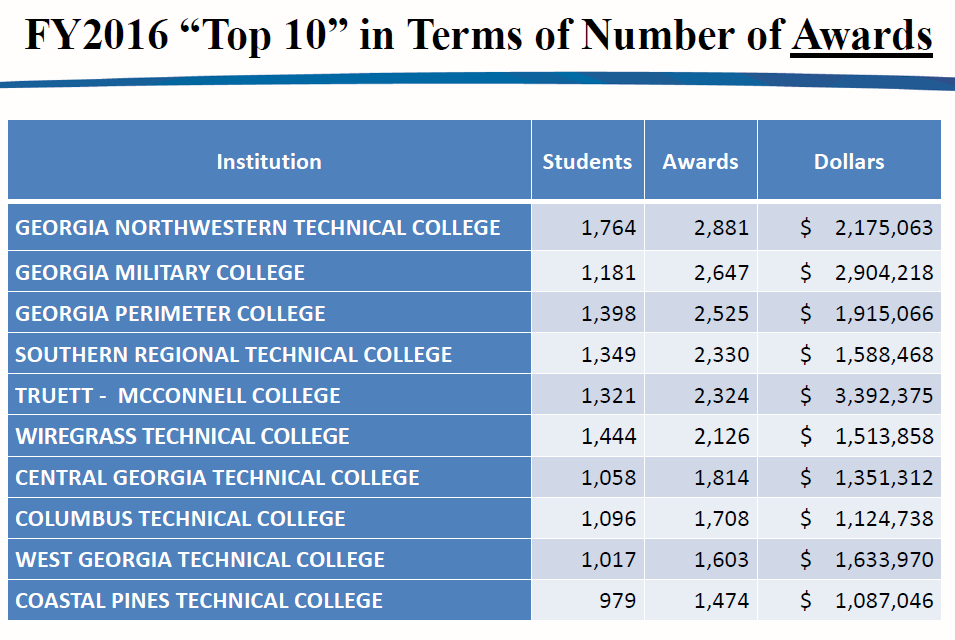 FY2016 “Top 10” in Terms of Number of Awards
Institution Students Awards Dollars
GEORGIA NORTHWESTERN TECHNICAL COLLEGE 1,764 2,881 $ 2,175,063
GEORGIA MILITARY COLLEGE 1,181 2,647 $ 2,904,218
GEORGIA PERIMETER COLLEGE 1,398 2,525 $ 1,915,066
SOUTHERN REGIONAL TECHNICAL COLLEGE 1,349 2,330 $ 1,588,468
TRUETT - MCCONNELL COLLEGE 1,321 2,324 $ 3,392,375
WIREGRASS TECHNICAL COLLEGE 1,444 2,126 $ 1,513,858
CENTRAL GEORGIA TECHNICAL COLLEGE 1,058 1,814 $ 1,351,312
COLUMBUS TECHNICAL COLLEGE 1,096 1,708 $ 1,124,738
WEST GEORGIA TECHNICAL COLLEGE 1,017 1,603 $ 1,633,970
COASTAL PINES TECHNICAL COLLEGE 979 1,474 $ 1,087,046